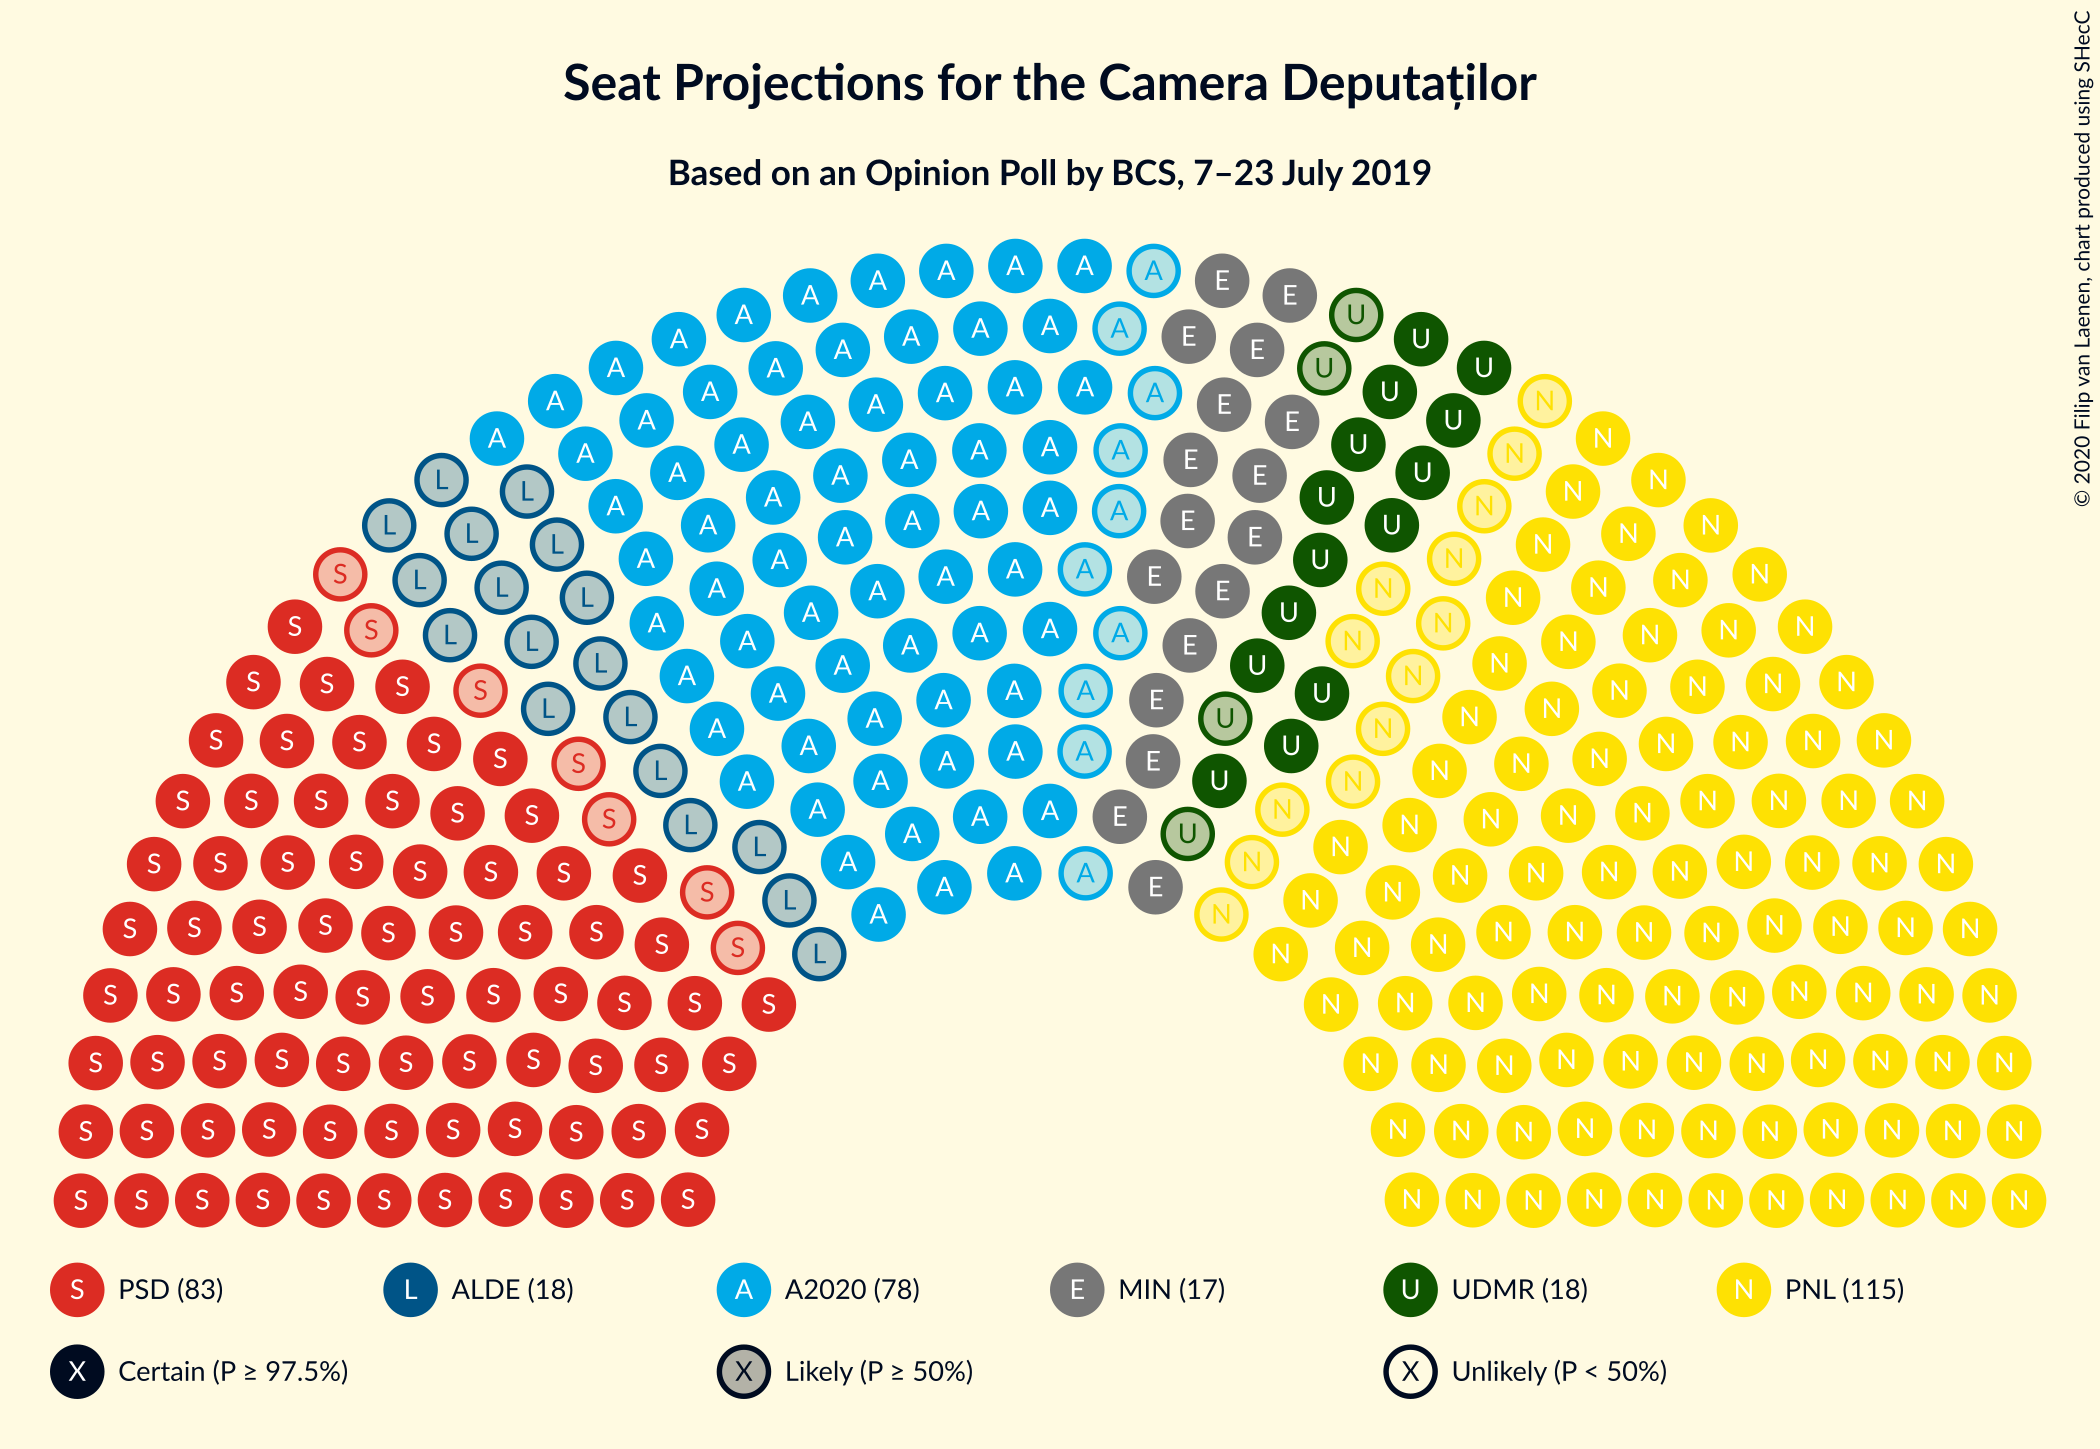 Seat Projections for the Camera Deputaților
Based on an Opinion Poll by BCS, 7–23 July 2019
© 2020 Filip van Laenen, chart produced using SHecC
S PSD (83) L ALDE (18) A A2020 (78) E MIN (17) U UDMR (18) N PNL (115)
X Certain (P ≥ 97.5%) X Likely (P ≥ 50%) X Unlikely (P < 50%)